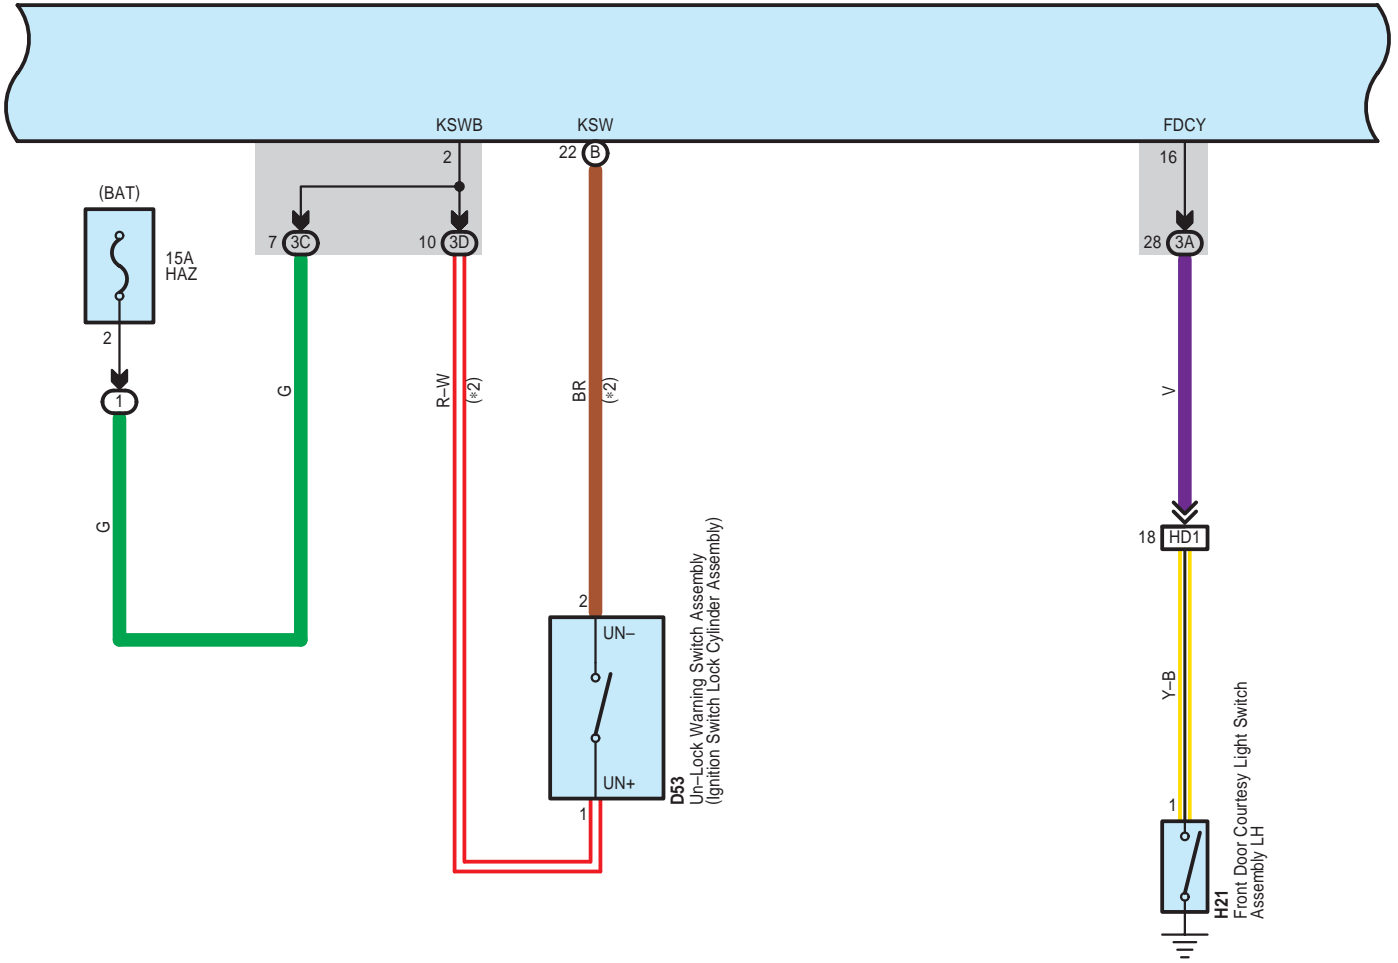 KSWB
KSW
FDCY
2
22 B
16
(BAT)
7 3C
10 3D
28 3A
15A
HAZ
2
1
G
G
R–W
(*2)
BR
(*2)
V
18 HD1
2
UN–
UN+
1
D53
Un–Lock Warning Switch Assembly
(Ignition Switch Lock Cylinder Assembly)
Y–B
1
H21
Front Door Courtesy Light Switch
Assembly LH